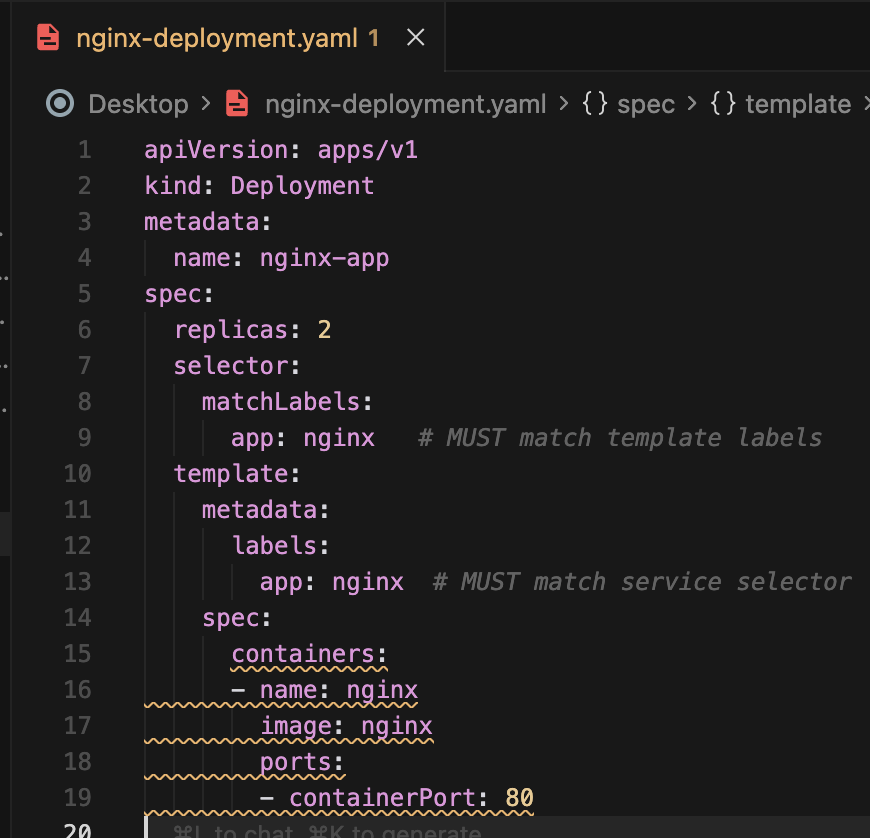 nginx-deployment.yaml 1
Desktop > nginx-deployment.yaml > {} spec > {} template >
1 apiVersion: apps/v1
2 kind: Deployment
3 metadata:
4   name: nginx-app
5 spec:
6   replicas: 2
7   selector:
8     matchLabels:
9       app: nginx   # MUST match template labels
10   template:
11     metadata:
12       labels:
13         app: nginx  # MUST match service selector
14     spec:
15       containers:
16       - name: nginx
17         image: nginx
18         ports:
19         - containerPort: 80
20 ⌘L to chat, ⌘K to generate